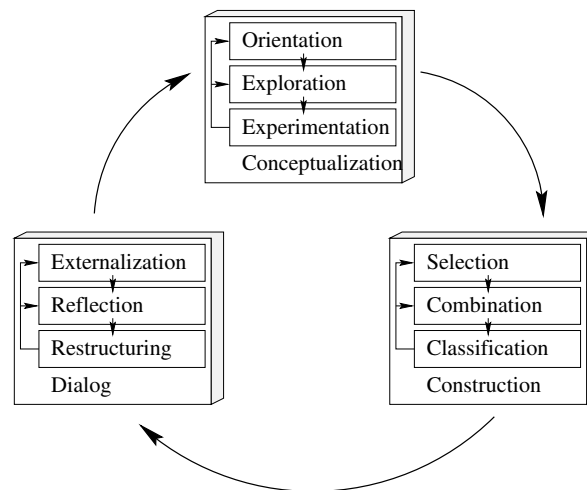 Orientation
Exploration
Experimentation
Conceptualization
Externalization
Reflection
Restructuring
Dialog
Selection
Combination
Classification
Construction